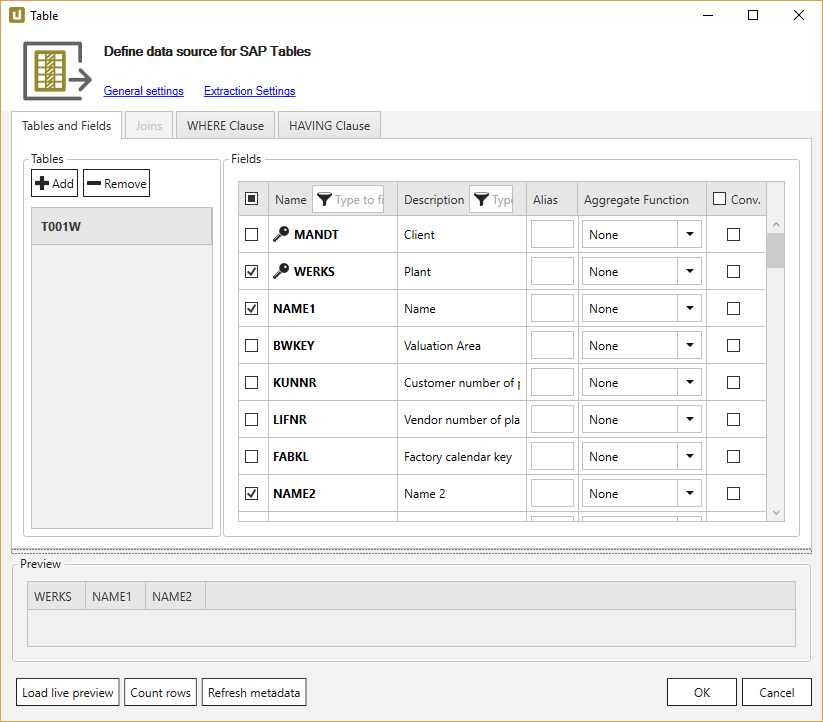 Table
Define data source for SAP Tables
General settings Extraction Settings
Tables and Fields Joins WHERE Clause HAVING Clause
Tables
Add Remove
T001W
Fields
Name Type to fi Description Type Alias Aggregate Function Conv.
MANDT Client None
WERKS Plant None
NAME1 Name None
BWKEY Valuation Area None
KUNNR Customer number of p None
LIFNR Vendor number of pla None
FABKL Factory calendar key None
NAME2 Name 2 None
Preview
WERKS NAME1 NAME2
Load live preview Count rows Refresh metadata OK Cancel